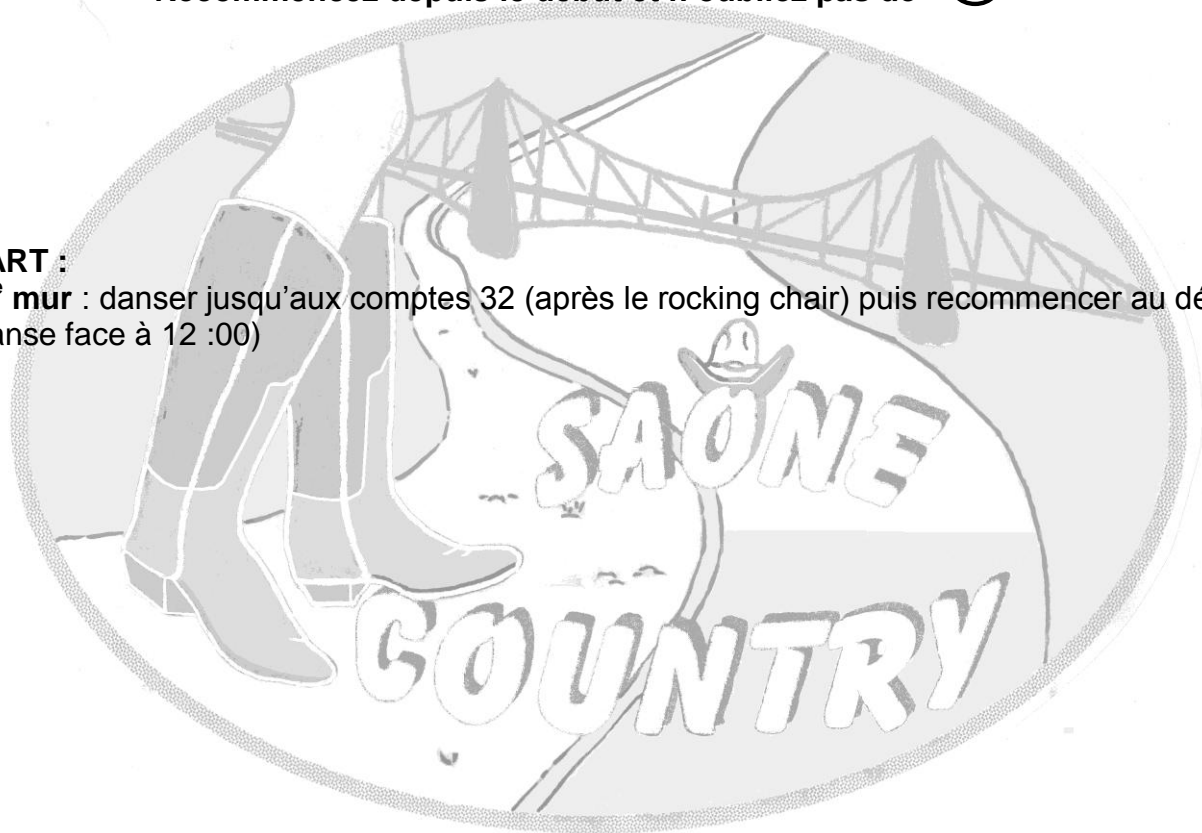 Recommencez depuis le début et n'oubliez pas de
ART :
e mur : danser jusqu'aux comptes 32 (après le rocking chair) puis recommencer au dé
anse face à 12 :00)
SAONE
COUNTRY